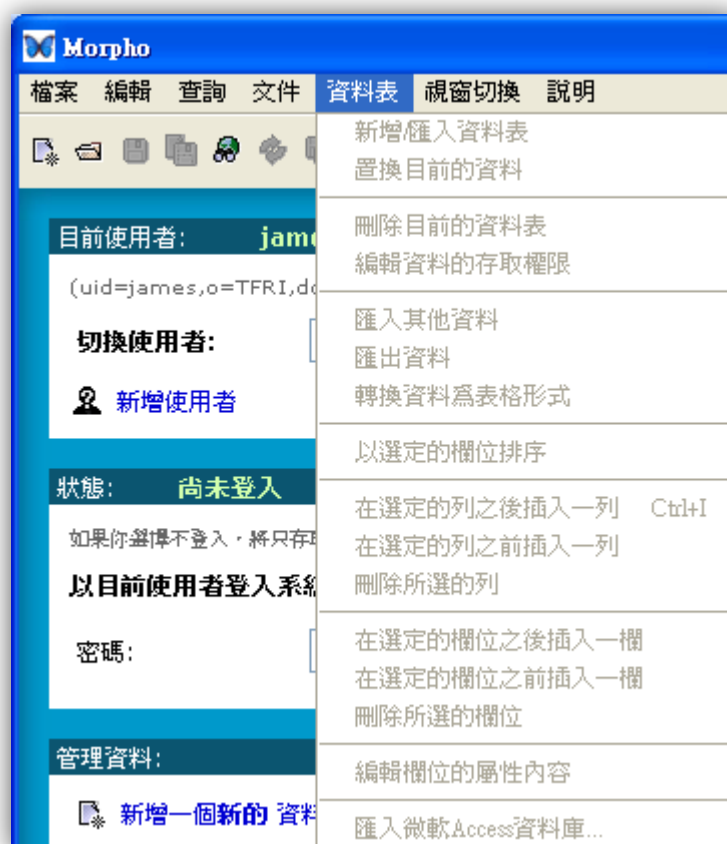 Morpho
檔案 編輯 查詢 文件 資料表 視窗切換 說明
新增/匯入資料表
置換目前的資料
刪除目前的資料表
編輯資料的存取權限
匯入其他資料
匯出資料
轉換資料為表格形式
以選定的欄位排序
在選定的列之後插入一列 Ctrl+I
在選定的列之前插入一列
刪除所選的列
在選定的欄位之後插入一欄
在選定的欄位之前插入一欄
刪除所選的欄位
編輯欄位的屬性內容
匯入微軟Access資料庫...
目前使用者: jame
(uid=james,o=TFRI,dc
切換使用者:
新增使用者
狀態: 尚未登入
如果你選擇不登入，將只存取
以目前使用者登入系統
密碼:
管理資料:
新增一個新的 資料